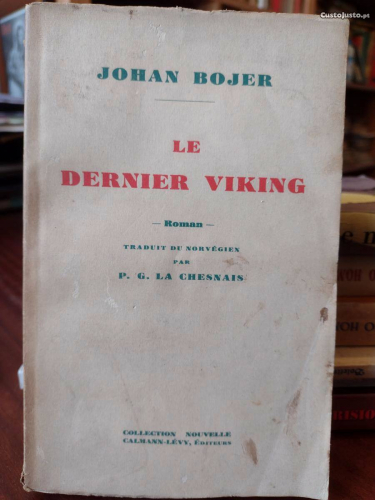 CustoJusto.pt
JOHAN BOJER
LE
DERNIER VIKING
— Roman —
TRADUIT DU NORVÉGIEN
PAR
P. G. LA CHESNAIS
COLLECTION NOUVELLE
CALMANN-LÉVY, ÉDITEURS